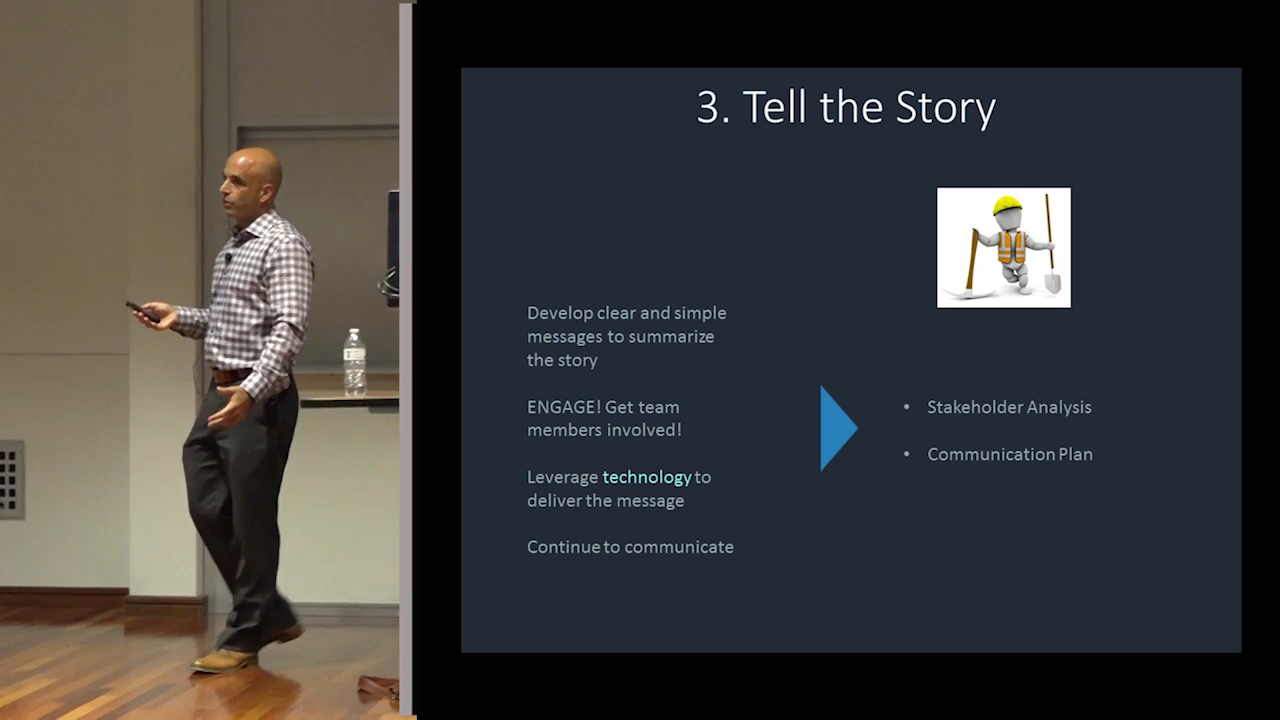 3. Tell the Story
Develop clear and simple
messages to summarize
the story
ENGAGE! Get team
members involved!
Leverage technology to
deliver the message
Continue to communicate
• Stakeholder Analysis
• Communication Plan